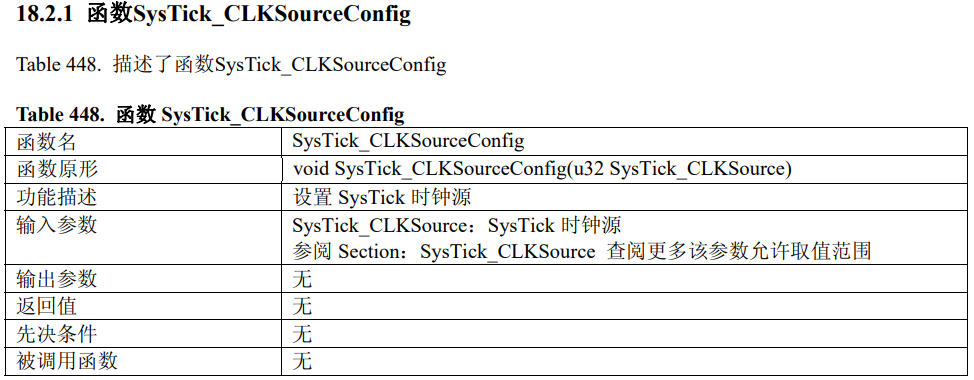 18.2.1 函数SysTick_CLKSourceConfig
Table 448. 描述了函数SysTick_CLKSourceConfig
Table 448. 函数 SysTick_CLKSourceConfig
函数名 SysTick_CLKSourceConfig
函数原形 void SysTick_CLKSourceConfig(u32 SysTick_CLKSource)
功能描述 设置 SysTick 时钟源
输入参数 SysTick_CLKSource：SysTick 时钟源
参阅 Section：SysTick_CLKSource 查阅更多该参数允许取值范围
输出参数 无
返回值 无
先决条件 无
被调用函数 无